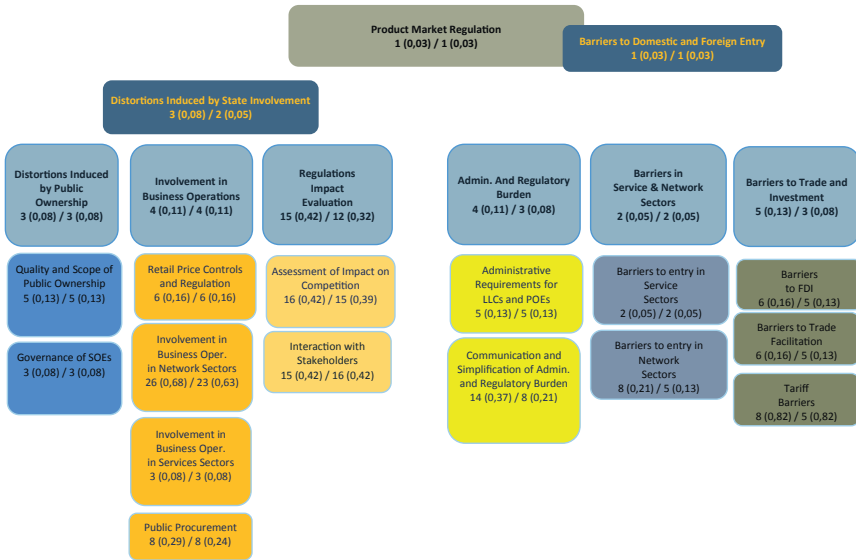 Product Market Regulation
1 (0,03) / 1 (0,03)
Barriers to Domestic and Foreign Entry
1 (0,03) / 1 (0,03)
Distortions Induced by State Involvement
3 (0,08) / 2 (0,05)
Distortions Induced
by Public
Ownership
3 (0,08) / 3 (0,08)
Involvement in
Business Operations
4 (0,11) / 4 (0,11)
Regulations
Impact
Evaluation
15 (0,42) / 12 (0,32)
Admin. And Regulatory
Burden
4 (0,11) / 3 (0,08)
Barriers in
Service & Network
Sectors
2 (0,05) / 2 (0,05)
Barriers to Trade and
Investment
5 (0,13) / 3 (0,08)
Quality and Scope of
Public Ownership
5 (0,13) / 5 (0,13)
Governance of SOEs
3 (0,08) / 3 (0,08)
Retail Price Controls
and Regulation
6 (0,16) / 6 (0,16)
Involvement in
Business Oper.
in Network Sectors
26 (0,68) / 23 (0,63)
Involvement in
Business Oper.
in Services Sectors
3 (0,08) / 3 (0,08)
Public Procurement
8 (0,29) / 8 (0,24)
Assessment of Impact on
Competition
16 (0,42) / 15 (0,39)
Interaction with
Stakeholders
15 (0,42) / 16 (0,42)
Administrative
Requirements for
LLCs and POEs
5 (0,13) / 5 (0,13)
Communication and
Simplification of Admin.
and Regulatory Burden
14 (0,37) / 8 (0,21)
Barriers to entry in
Service
Sectors
2 (0,05) / 2 (0,05)
Barriers to entry in
Network
Sectors
8 (0,21) / 5 (0,13)
Barriers
to FDI
6 (0,16) / 5 (0,13)
Barriers to Trade
Facilitation
6 (0,16) / 5 (0,13)
Tariff
Barriers
8 (0,82) / 5 (0,82)